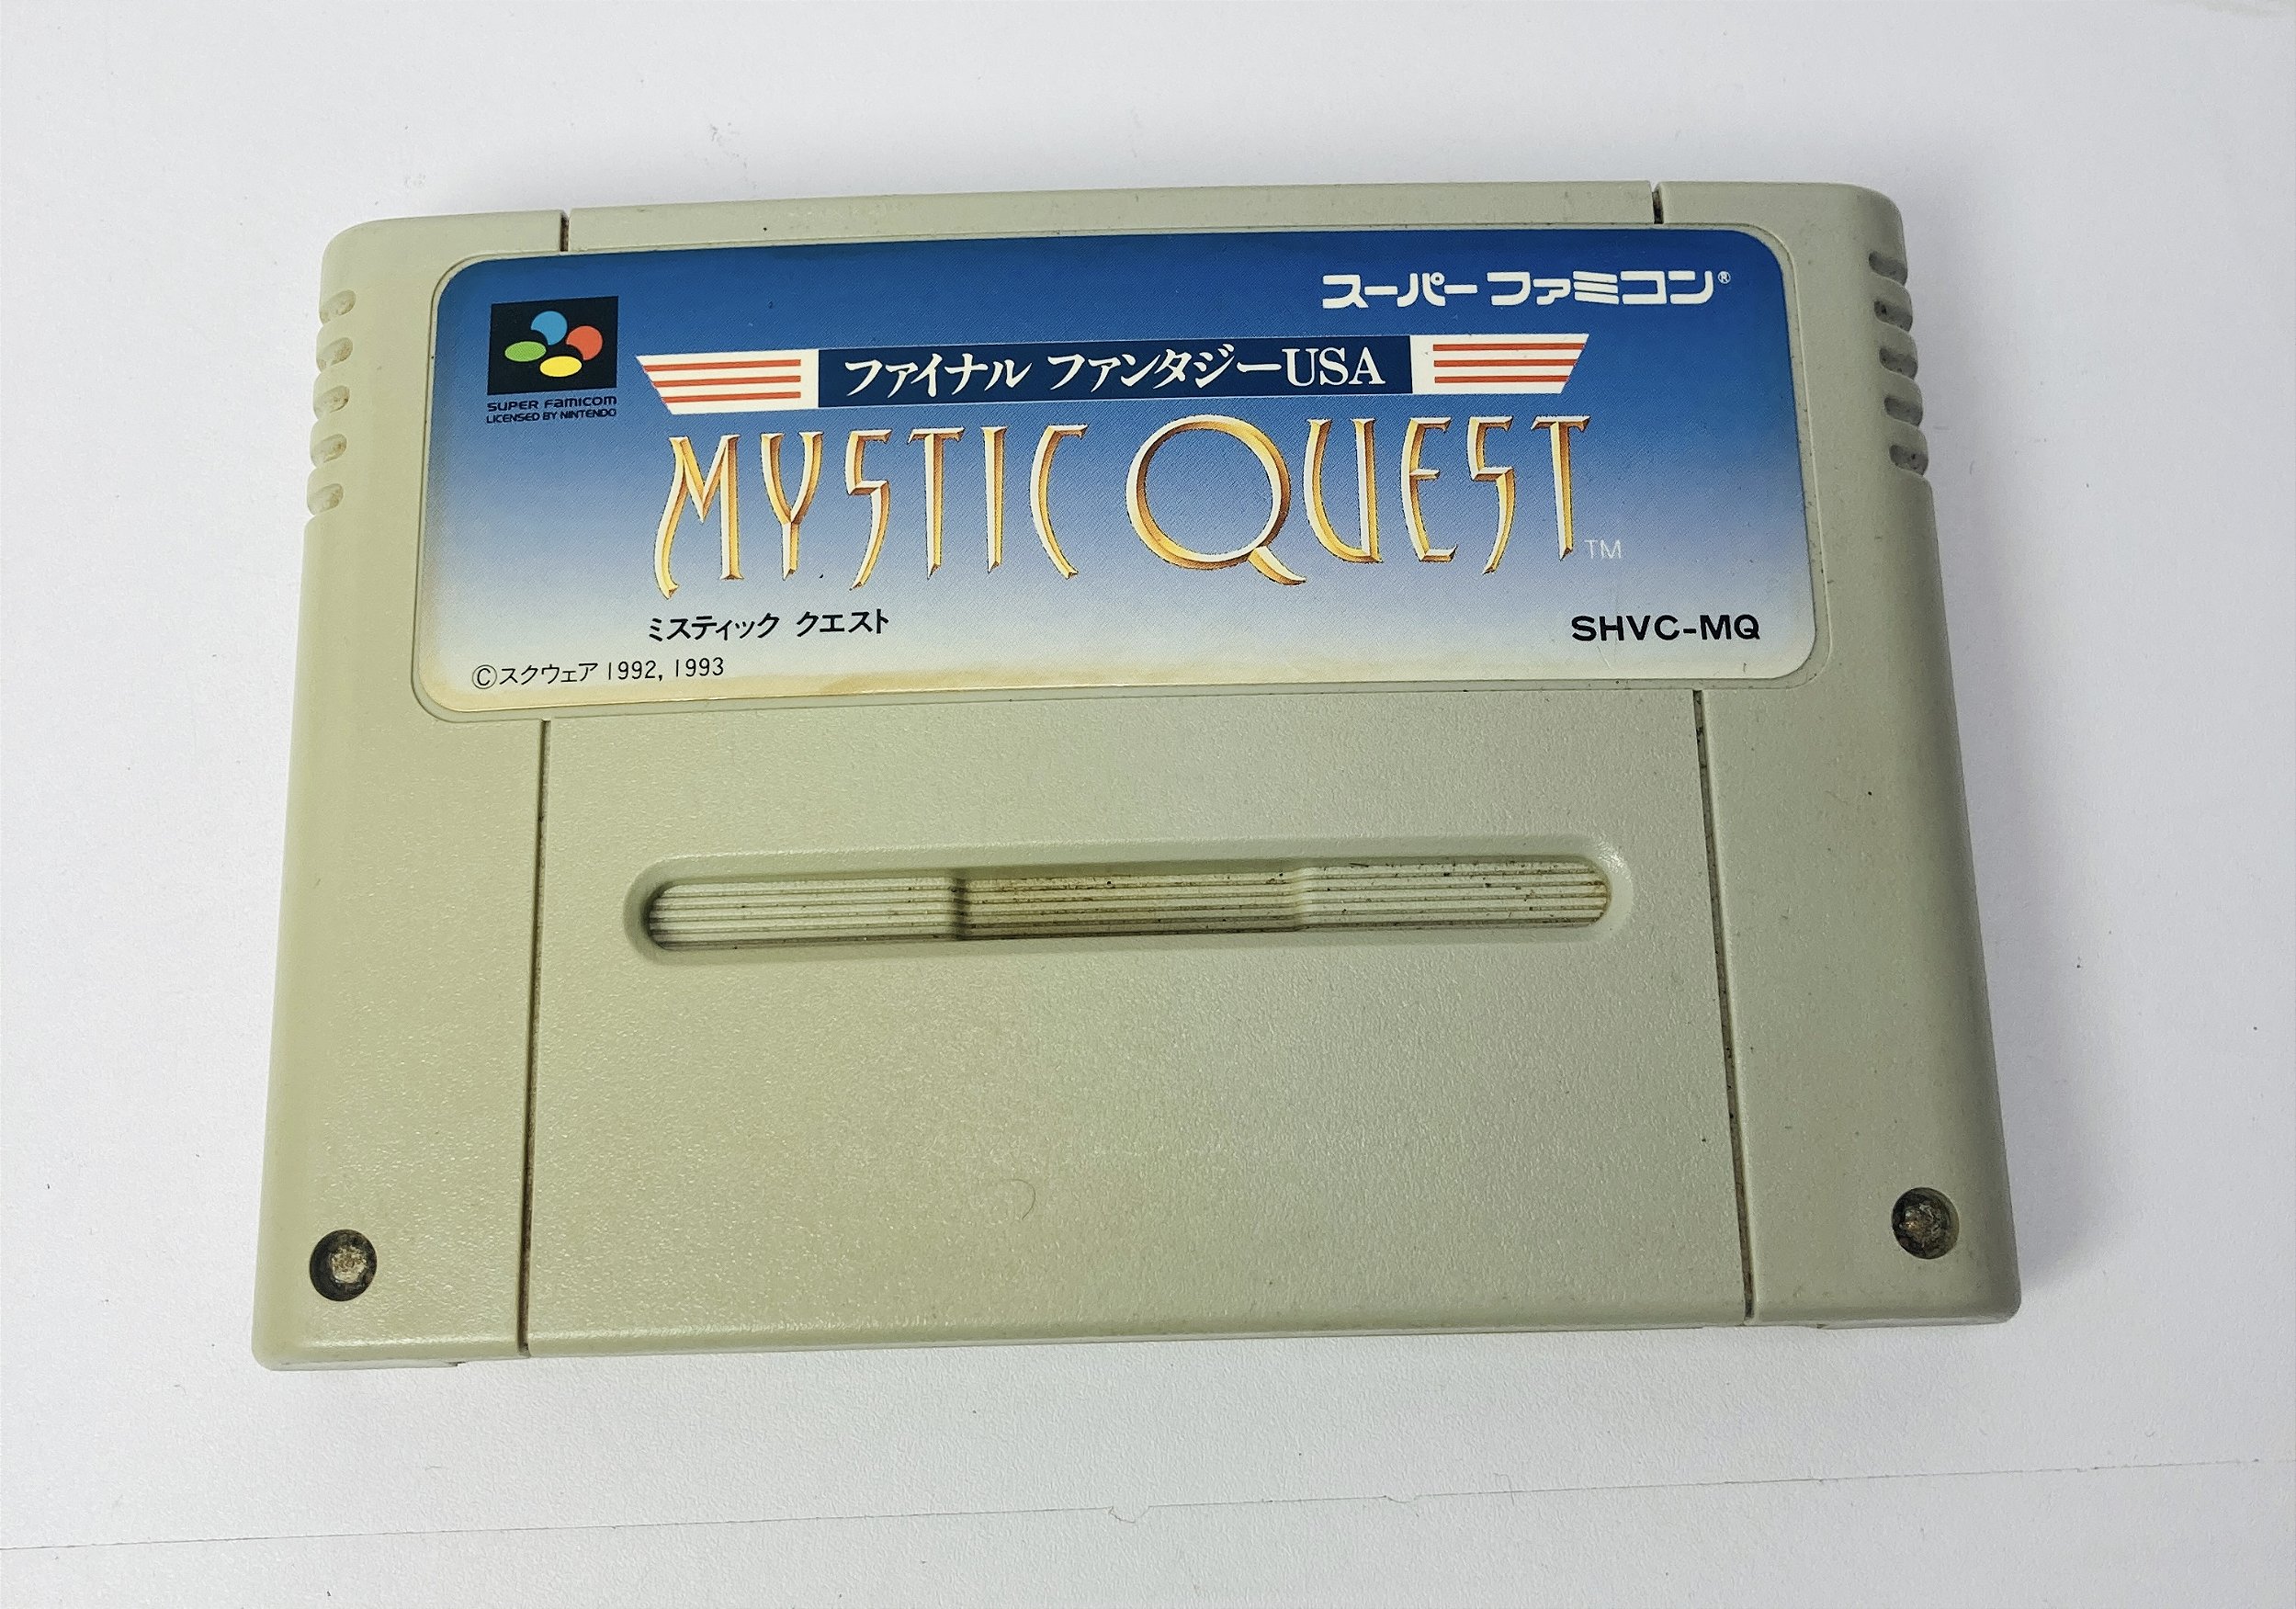 スーパーファミコン®
SUPER FAMICOM
LICENSED BY NINTENDO
ファイナル ファンタジーUSA
MYSTIC QUEST™
ミスティック クエスト
SHVC-MQ
©スクウェア 1992, 1993